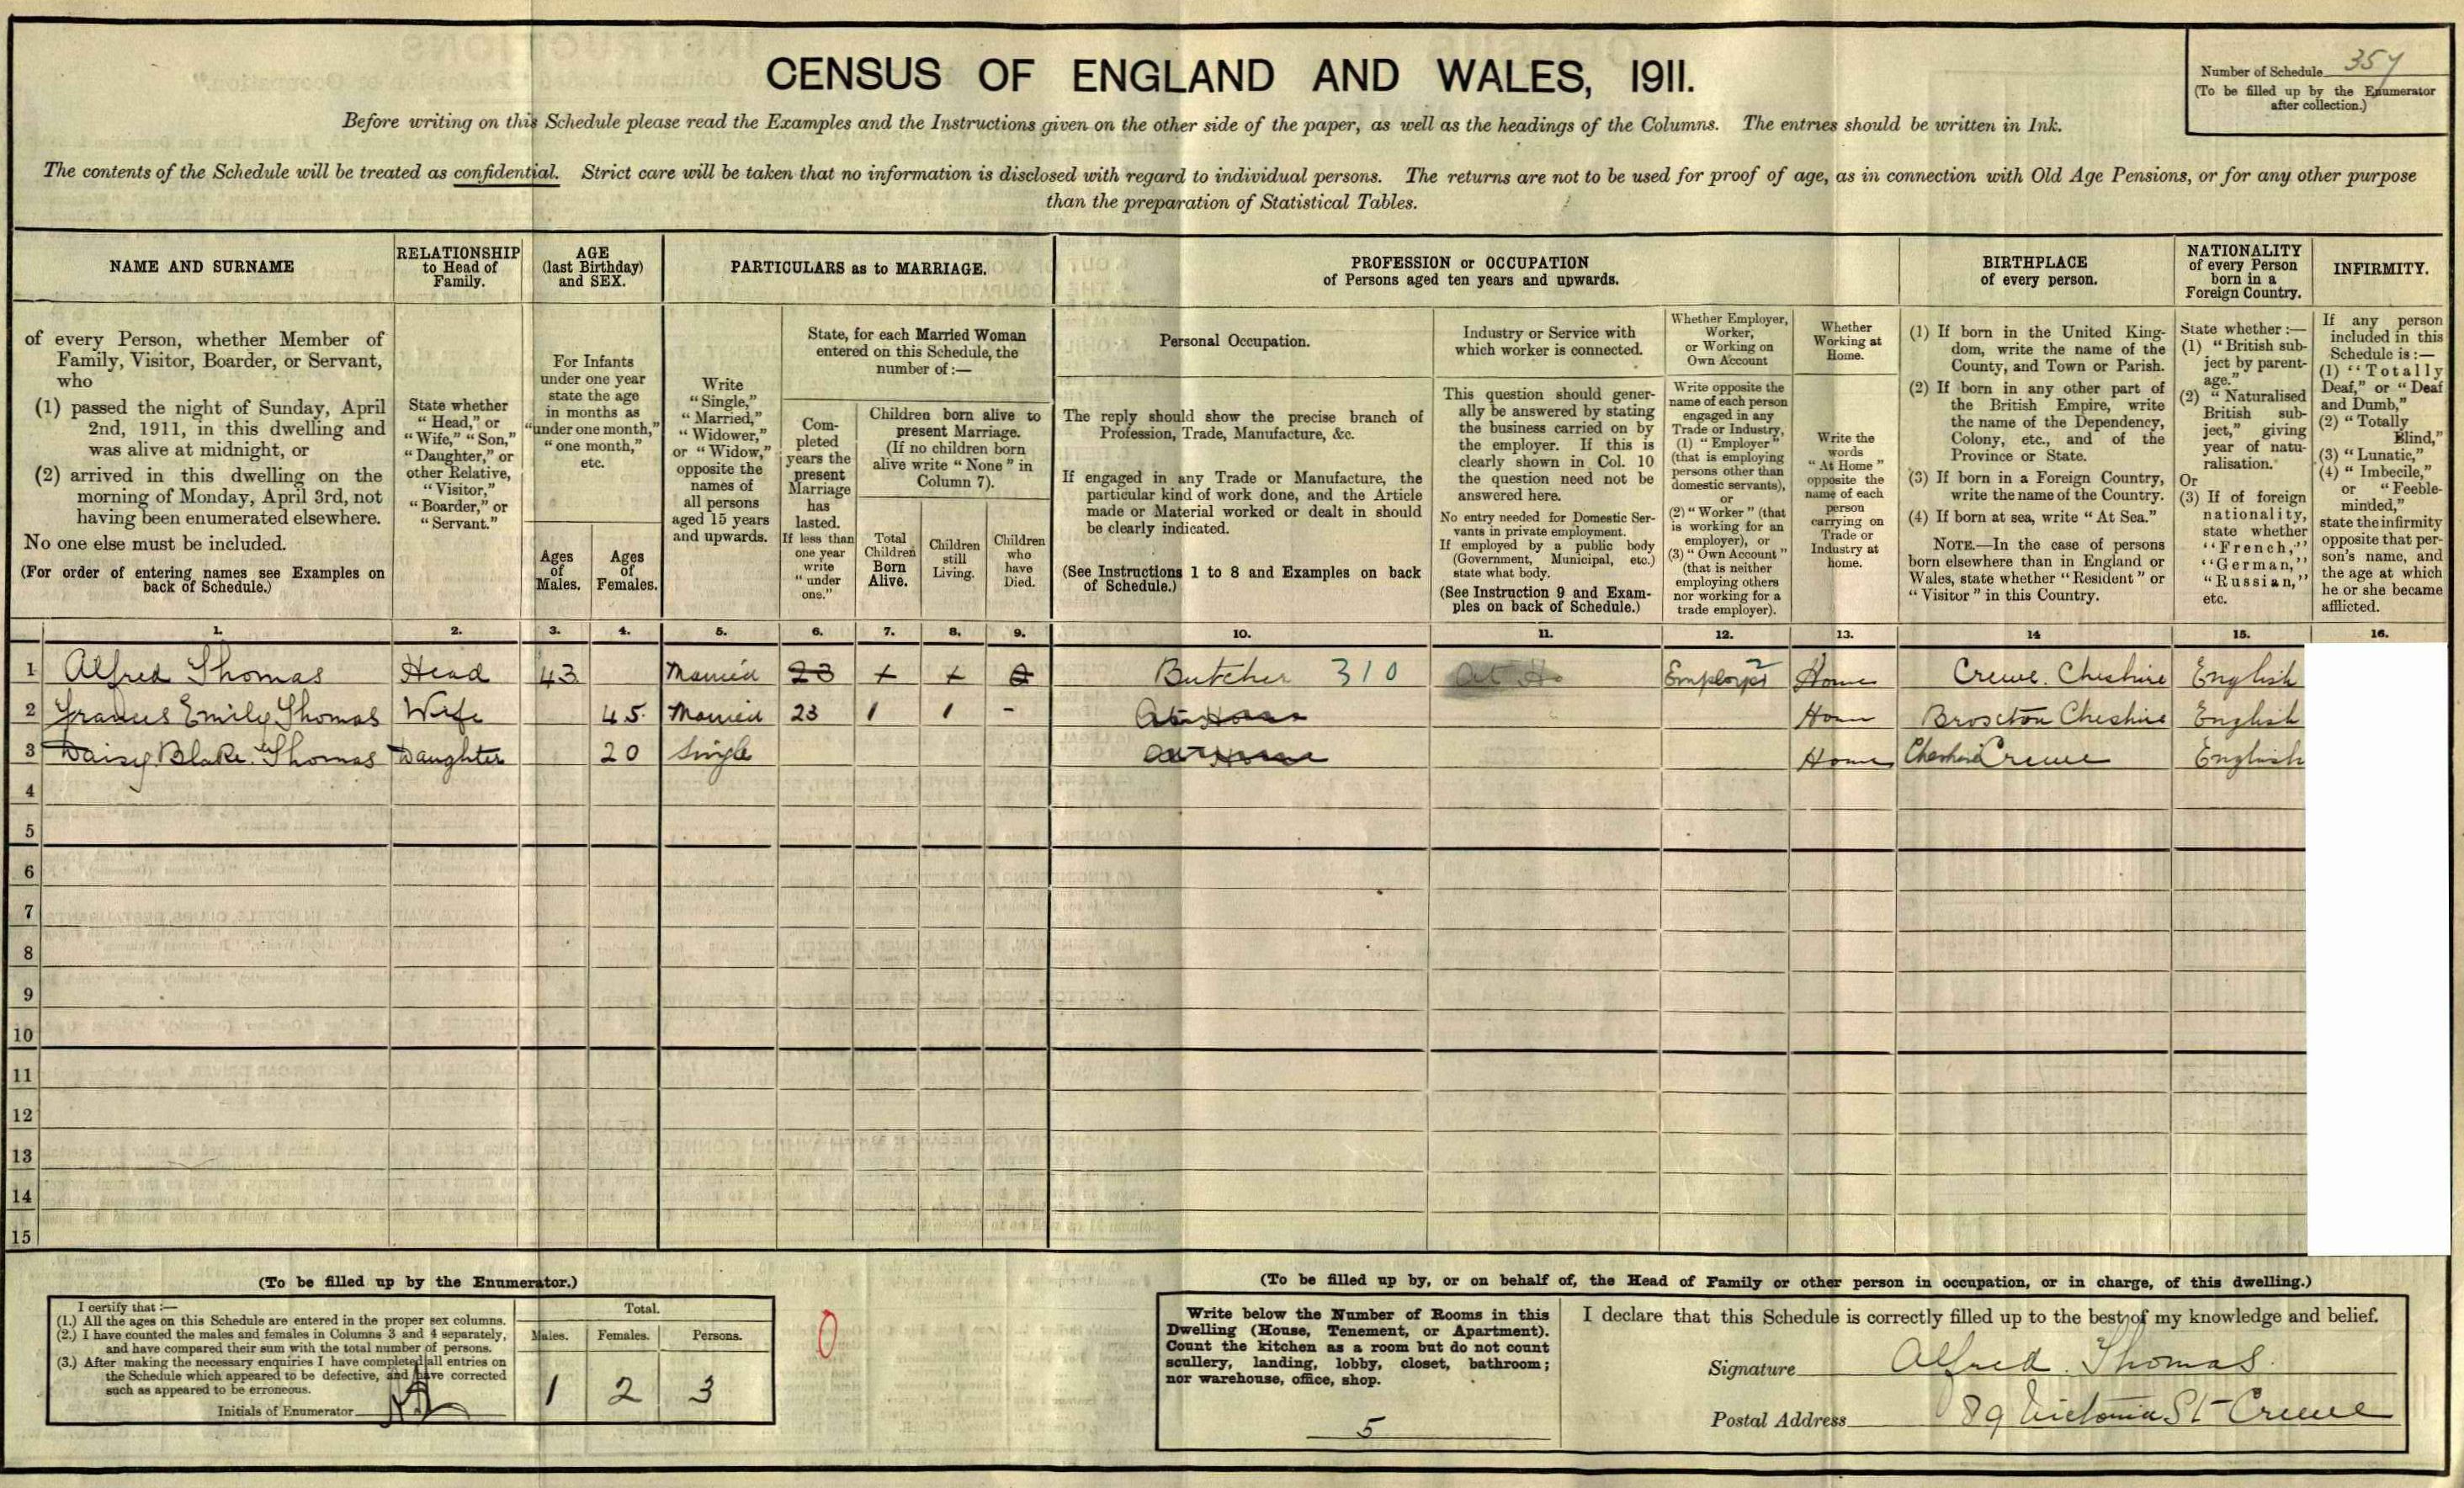 CENSUS OF ENGLAND AND WALES, 1911.
Number of Schedule 357
(To be filled up by the Enumerator
after collection.)
Before writing on this Schedule please read the Examples and the Instructions given on the other side of the paper, as well as the headings of the Columns. The entries should be written in Ink.
The contents of the Schedule will be treated as confidential. Strict care will be taken that no information is disclosed with regard to individual persons. The returns are not to be used for proof of age, as in connection with Old Age Pensions, or for any other purpose
than the preparation of Statistical Tables.
NAME AND SURNAME
of every Person, whether Member of
Family, Visitor, Boarder, or Servant,
who
(1) passed the night of Sunday, April
2nd, 1911, in this dwelling and
was alive at midnight, or
(2) arrived in this dwelling on the
morning of Monday, April 3rd, not
having been enumerated elsewhere.
No one else must be included.
(For order of entering names see Examples on
back of Schedule.)
RELATIONSHIP
to Head of
Family.
State whether
"Head," or
"Wife," "Son,"
"Daughter," or
other Relative,
"Visitor,"
"Boarder," or
"Servant."
AGE
(last Birthday)
and SEX.
For Infants
under one year
state the age
in months as
"under one month,"
"one month,"
etc.
Ages
of
Males.
Ages
of
Females.
PARTICULARS as to MARRIAGE.
Write
"Single,"
"Married,"
"Widower,"
or "Widow,"
opposite the
names of
all persons
aged 15 years
and upwards.
State, for each Married Woman
entered on this Schedule, the
number of :—
Com-
pleted
years the
present
Marriage
has
lasted.
If less than
one year
write
"under
one."
Children born alive to
present Marriage.
(If no children born
alive write "None" in
Column 7).
Total
Children
Born
Alive.
Children
still
Living.
Children
who
have
Died.
PROFESSION or OCCUPATION
of Persons aged ten years and upwards.
Personal Occupation.
The reply should show the precise branch of
Profession, Trade, Manufacture, &c.
If engaged in any Trade or Manufacture, the
particular kind of work done, and the Article
made or Material worked or dealt in should
be clearly indicated.
(See Instructions 1 to 8 and Examples on back
of Schedule.)
Industry or Service with
which worker is connected.
This question should gener-
ally be answered by stating
the business carried on by
the employer. If this is
clearly shown in Col. 10
the question need not be
answered here.
No entry needed for Domestic Ser-
vants in private employment.
If employed by a public body
(Government, Municipal, etc.)
state what body.
(See Instruction 9 and Exam-
ples on back of Schedule.)
Whether Employer,
Worker,
or Working on
Own Account
Write opposite the
name of each person
engaged in any
Trade or Industry,
(1) "Employer"
(that is employing
persons other than
domestic servants),
or
(2) "Worker" (that
is working for an
employer), or
(3) "Own Account"
(that is neither
employing others
nor working for a
trade employer).
Whether
Working at
Home.
Write the
words
"At Home"
opposite the
name of each
person
carrying on
Trade or
Industry at
home.
BIRTHPLACE
of every person.
(1) If born in the United King-
dom, write the name of the
County, and Town or Parish.
(2) If born in any other part of
the British Empire, write
the name of the Dependency,
Colony, etc., and of the
Province or State.
(3) If born in a Foreign Country,
write the name of the Country.
(4) If born at sea, write "At Sea."
NOTE.—In the case of persons
born elsewhere than in England or
Wales, state whether "Resident" or
"Visitor" in this Country.
NATIONALITY
of every Person
born in a
Foreign Country.
State whether :—
(1) "British sub-
ject by parent-
age."
(2) "Naturalised
British sub-
ject," giving
year of natu-
ralisation.
Or
(3) If of foreign
nationality,
state whether
"French,"
"German,"
"Russian,"
etc.
INFIRMITY.
If any person
included in this
Schedule is :—
(1) "Totally
Deaf," or "Deaf
and Dumb,"
(2) "Totally
Blind,"
(3) "Lunatic,"
(4) "Imbecile,"
or "Feeble-
minded,"
state the infirmity
opposite that per-
son's name, and
the age at which
he or she became
afflicted.
1. 2. 3. 4. 5. 6. 7. 8. 9. 10. 11. 12. 13. 14 15. 16.
1 Alfred Thomas Head 43 Married 23 Butcher 310 Employer 2 Home Crewe. Cheshire English
2 Emily Thomas Wife 45. Married 23 1 1 - At Home Home Broxton Cheshire English
3 Daisy Blake Thomas Daughter 20 Single At Home Home Cheshire Crewe English
4
5
6
7
8
9
10
11
12
13
14
15
(To be filled up by the Enumerator.)
I certify that :—
(1.) All the ages on this Schedule are entered in the proper sex columns.
(2.) I have counted the males and females in Columns 3 and 4 separately,
and have compared their sum with the total number of persons.
(3.) After making the necessary enquiries I have completed all entries on
the Schedule which appeared to be defective, and have corrected
such as appeared to be erroneous.
Initials of Enumerator
Total.
Males. Females. Persons.
1 2 3
0
(To be filled up by, or on behalf of, the Head of Family or other person in occupation, or in charge, of this dwelling.)
Write below the Number of Rooms in this
Dwelling (House, Tenement, or Apartment).
Count the kitchen as a room but do not count
scullery, landing, lobby, closet, bathroom;
nor warehouse, office, shop.
5
I declare that this Schedule is correctly filled up to the best of my knowledge and belief.
Signature Alfred Thomas.
Postal Address 89 Victoria St Crewe